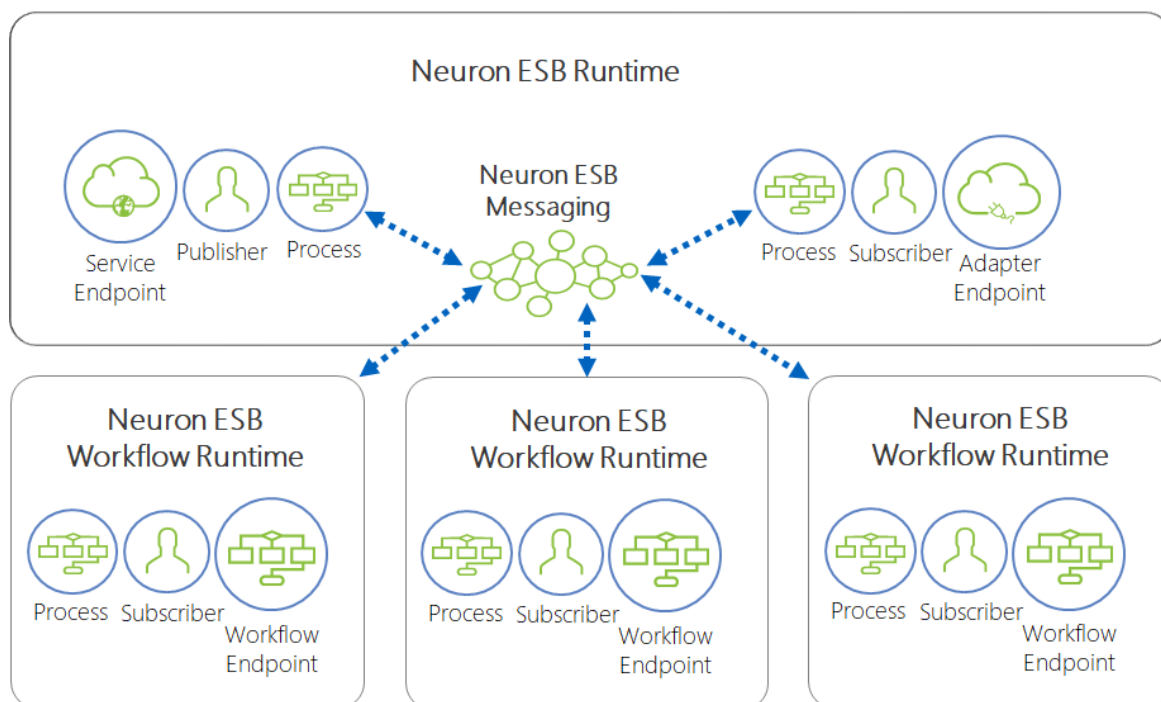 Neuron ESB Runtime
Neuron ESB
Messaging
Service
Endpoint
Publisher
Process
Process
Subscriber
Adapter
Endpoint
Neuron ESB
Workflow Runtime
Process
Subscriber
Workflow
Endpoint
Neuron ESB
Workflow Runtime
Process
Subscriber
Workflow
Endpoint
Neuron ESB
Workflow Runtime
Process
Subscriber
Workflow
Endpoint